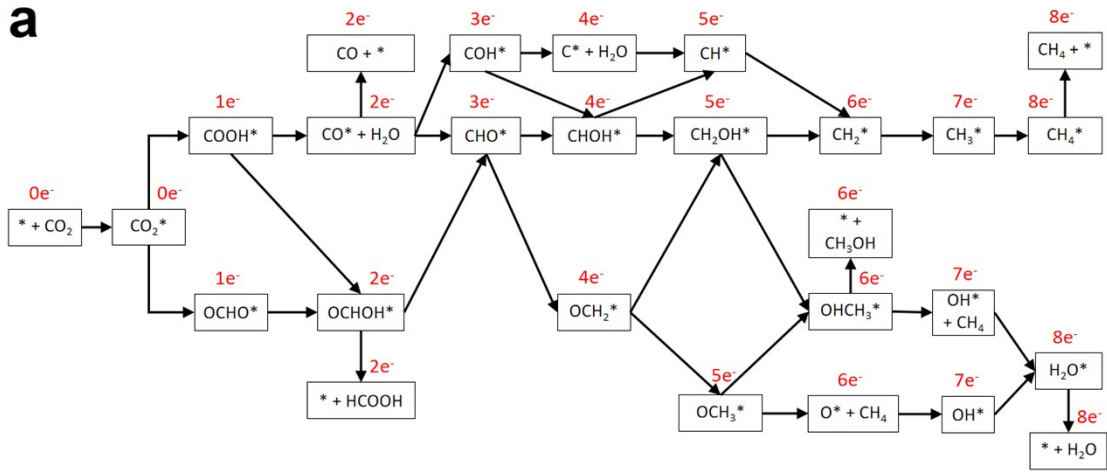 a
2e⁻
3e⁻
4e⁻
5e⁻
8e⁻
CO + *
COH*
C* + H₂O
CH*
CH₄ + *
1e⁻
2e⁻
3e⁻
4e⁻
5e⁻
6e⁻
7e⁻
8e⁻
COOH*
CO* + H₂O
CHO*
CHOH*
CH₂OH*
CH₂*
CH₃*
CH₄*
0e⁻
0e⁻
* + CO₂
CO₂*
6e⁻
* +
CH₃OH
1e⁻
2e⁻
4e⁻
6e⁻
7e⁻
OCHO*
OCHOH*
OCH₂*
OHCH₃*
OH*
+ CH₄
2e⁻
* + HCOOH
5e⁻
6e⁻
7e⁻
8e⁻
OCH₃*
O* + CH₄
OH*
H₂O*
8e⁻
* + H₂O